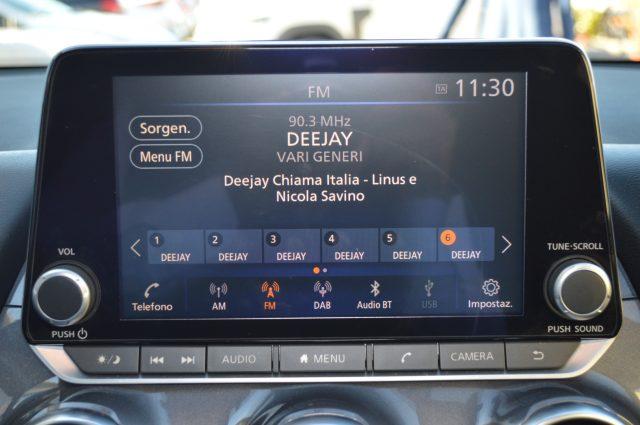 FM
1A 11:30
Sorgen.
Menu FM
90.3 MHz
DEEJAY
VARI GENERI
Deejay Chiama Italia - Linus e
Nicola Savino
1 DEEJAY
2 DEEJAY
3 DEEJAY
4 DEEJAY
5 DEEJAY
6 DEEJAY
Telefono
AM
FM
DAB
Audio BT
USB
Impostaz.
VOL
PUSH
TUNE·SCROLL
PUSH SOUND
AUDIO
MENU
CAMERA